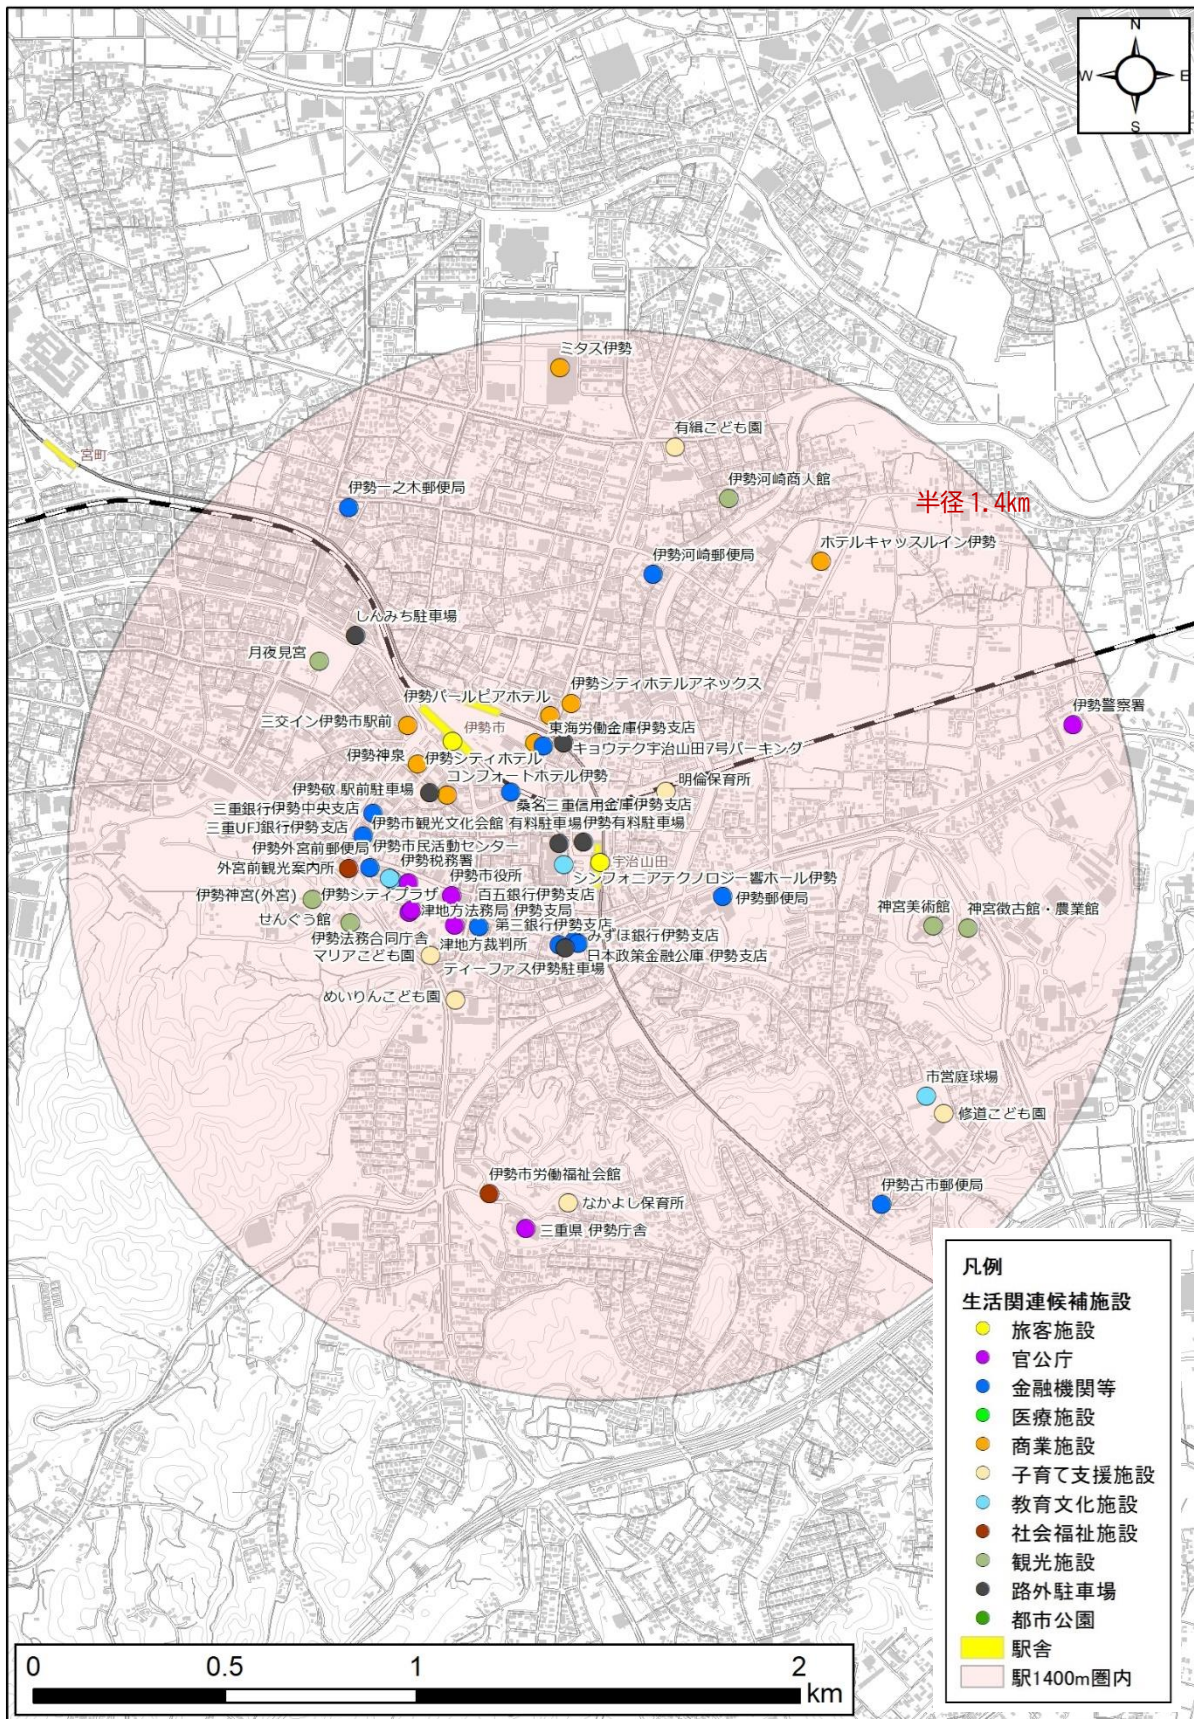 N
W
E
S
ミタス伊勢
有緝こども園
宮町
伊勢河崎商人館
半径1.4km
伊勢一之木郵便局
ホテルキャッスルイン伊勢
伊勢河崎郵便局
しんみち駐車場
月夜見宮
伊勢シティホテルアネックス
伊勢パールピアホテル
伊勢警察署
三交イン伊勢市駅前
伊勢市
東海労働金庫伊勢支店
キョウテク宇治山田7号パーキング
伊勢神泉
伊勢シティホテル
コンフォートホテル伊勢
明倫保育所
伊勢敬 駅前駐車場
桑名三重信用金庫伊勢支店
三重銀行伊勢中央支店
三重UFJ銀行伊勢支店
伊勢市観光文化会館 有料駐車場
伊勢有料駐車場
伊勢外宮前郵便局
伊勢市民活動センター
宇治山田
外宮前観光案内所
伊勢税務署
伊勢市役所
シンフォニアテクノロジー響ホール伊勢
伊勢神宮(外宮)
伊勢シティプラザ
百五銀行伊勢支店
伊勢郵便局
神宮美術館
神宮徴古館・農業館
せんぐう館
津地方法務局 伊勢支局
第三銀行伊勢支店
みずほ銀行伊勢支店
伊勢法務合同庁舎
津地方裁判所
日本政策金融公庫 伊勢支店
マリアこども園
ティーファス伊勢駐車場
めいりんこども園
市営庭球場
修道こども園
伊勢市労働福祉会館
伊勢古市郵便局
なかよし保育所
三重県 伊勢庁舎
凡例
生活関連候補施設
旅客施設
官公庁
金融機関等
医療施設
商業施設
子育て支援施設
教育文化施設
社会福祉施設
観光施設
路外駐車場
都市公園
駅舎
駅1400m圏内
0
0.5
1
2
km